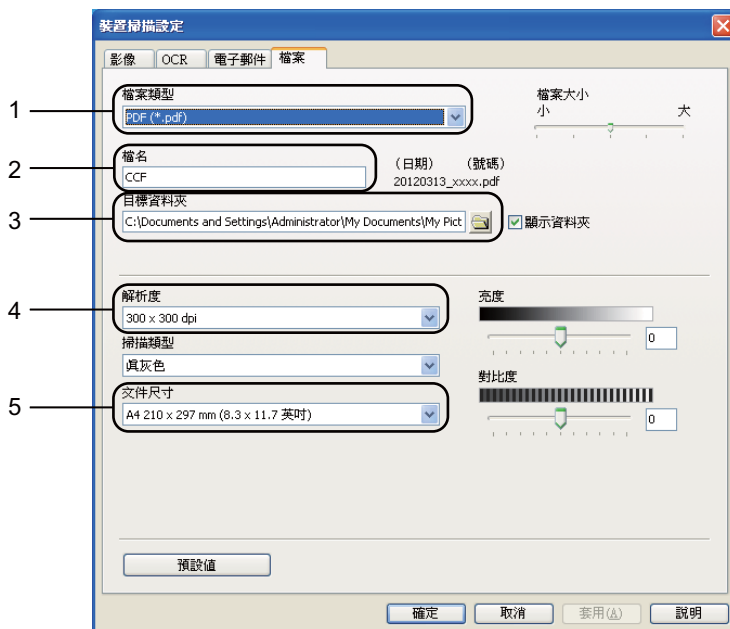 裝置掃描設定
影像 OCR 電子郵件 檔案
檔案類型
PDF (*.pdf)
檔案大小
小 大
檔名
CCF
(日期) (號碼)
20120313_xxxx.pdf
目標資料夾
C:\Documents and Settings\Administrator\My Documents\My Pict
顯示資料夾
解析度
300 x 300 dpi
掃描類型
真灰色
文件尺寸
A4 210 x 297 mm (8.3 x 11.7 英吋)
亮度
0
對比度
0
預設值
確定 取消 套用(A) 說明
1
2
3
4
5